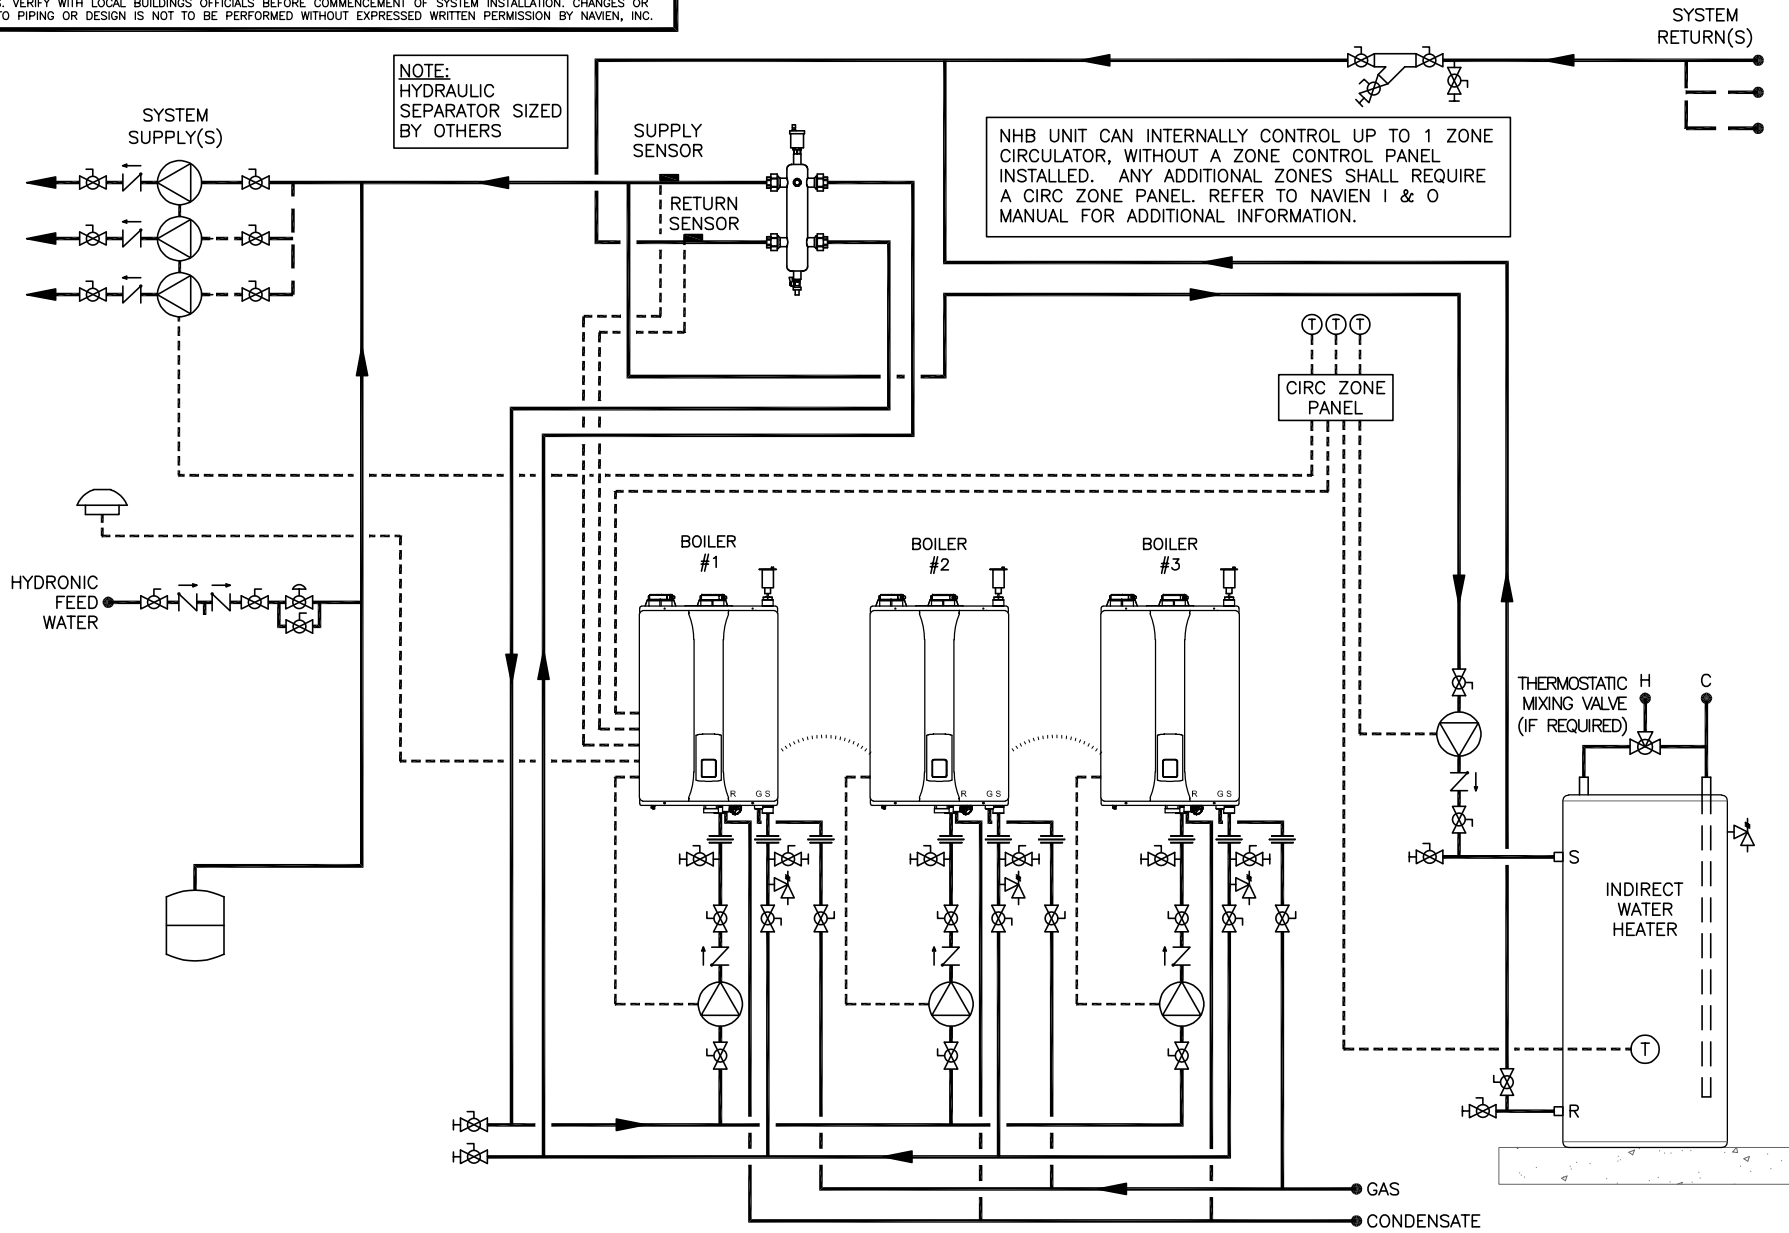 S. VERIFY WITH LOCAL BUILDINGS OFFICIALS BEFORE COMMENCEMENT OF SYSTEM INSTALLATION. CHANGES OR
TO PIPING OR DESIGN IS NOT TO BE PERFORMED WITHOUT EXPRESSED WRITTEN PERMISSION BY NAVIEN, INC.
SYSTEM
RETURN(S)
NOTE:
HYDRAULIC
SEPARATOR SIZED
BY OTHERS
SYSTEM
SUPPLY(S)
SUPPLY
SENSOR
RETURN
SENSOR
NHB UNIT CAN INTERNALLY CONTROL UP TO 1 ZONE
CIRCULATOR, WITHOUT A ZONE CONTROL PANEL
INSTALLED. ANY ADDITIONAL ZONES SHALL REQUIRE
A CIRC ZONE PANEL. REFER TO NAVIEN I & O
MANUAL FOR ADDITIONAL INFORMATION.
T T T
CIRC ZONE
PANEL
BOILER
#1
BOILER
#2
BOILER
#3
HYDRONIC
FEED
WATER
THERMOSTATIC
MIXING VALVE
(IF REQUIRED)
H
C
R G S
R G S
R G S
S
INDIRECT
WATER
HEATER
T
R
GAS
CONDENSATE